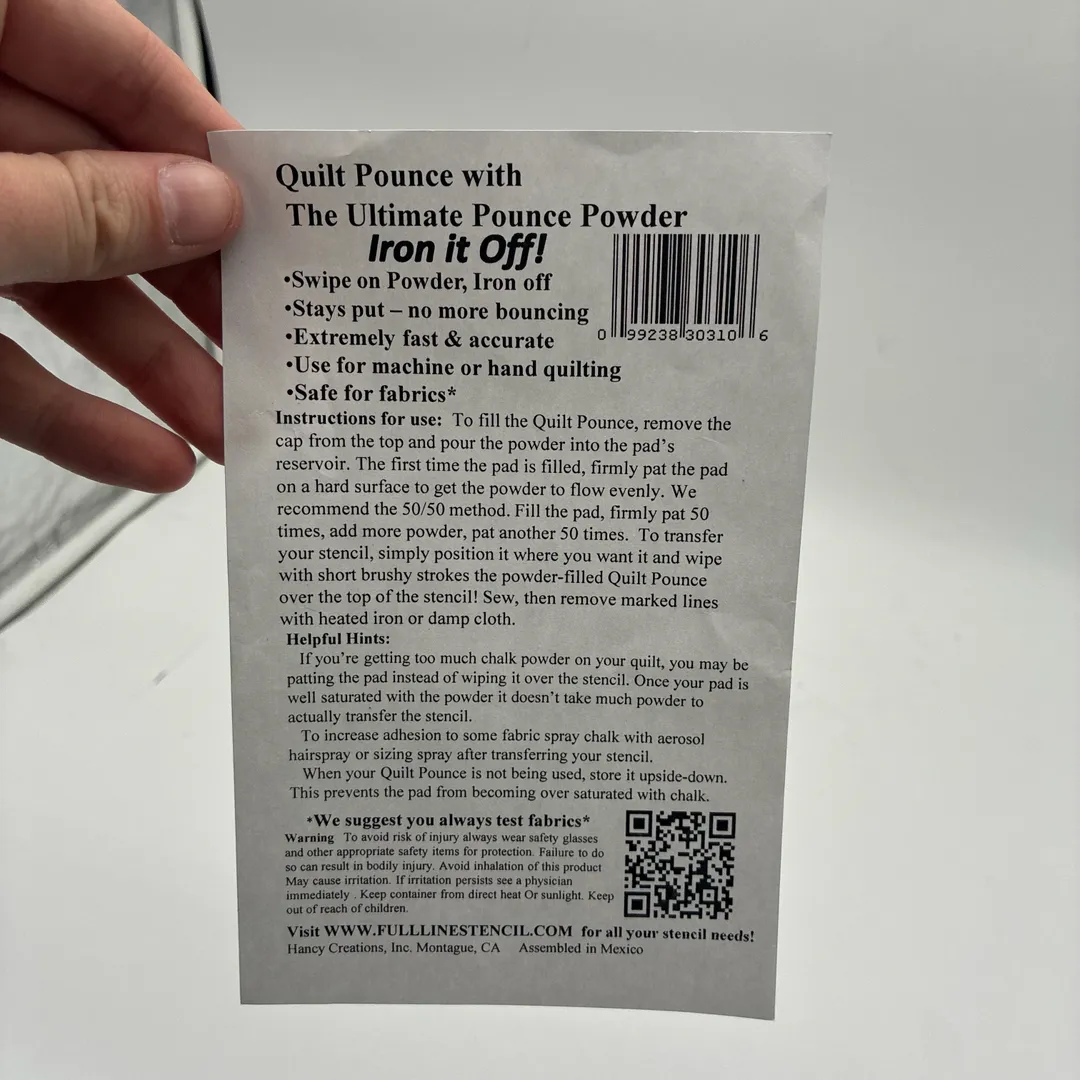 Quilt Pounce with
The Ultimate Pounce Powder
Iron it Off!
•Swipe on Powder, Iron off
•Stays put – no more bouncing
•Extremely fast & accurate
•Use for machine or hand quilting
•Safe for fabrics*
0 99238 30310 6
Instructions for use: To fill the Quilt Pounce, remove the
cap from the top and pour the powder into the pad's
reservoir. The first time the pad is filled, firmly pat the pad
on a hard surface to get the powder to flow evenly. We
recommend the 50/50 method. Fill the pad, firmly pat 50
times, add more powder, pat another 50 times. To transfer
your stencil, simply position it where you want it and wipe
with short brushy strokes the powder-filled Quilt Pounce
over the top of the stencil! Sew, then remove marked lines
with heated iron or damp cloth.
Helpful Hints:
If you're getting too much chalk powder on your quilt, you may be
patting the pad instead of wiping it over the stencil. Once your pad is
well saturated with the powder it doesn't take much powder to
actually transfer the stencil.
To increase adhesion to some fabric spray chalk with aerosol
hairspray or sizing spray after transferring your stencil.
When your Quilt Pounce is not being used, store it upside-down.
This prevents the pad from becoming over saturated with chalk.
*We suggest you always test fabrics*
Warning To avoid risk of injury always wear safety glasses
and other appropriate safety items for protection. Failure to do
so can result in bodily injury. Avoid inhalation of this product
May cause irritation. If irritation persists see a physician
immediately . Keep container from direct heat Or sunlight. Keep
out of reach of children.
Visit WWW.FULLLINESTENCIL.COM for all your stencil needs!
Hancy Creations, Inc. Montague, CA Assembled in Mexico